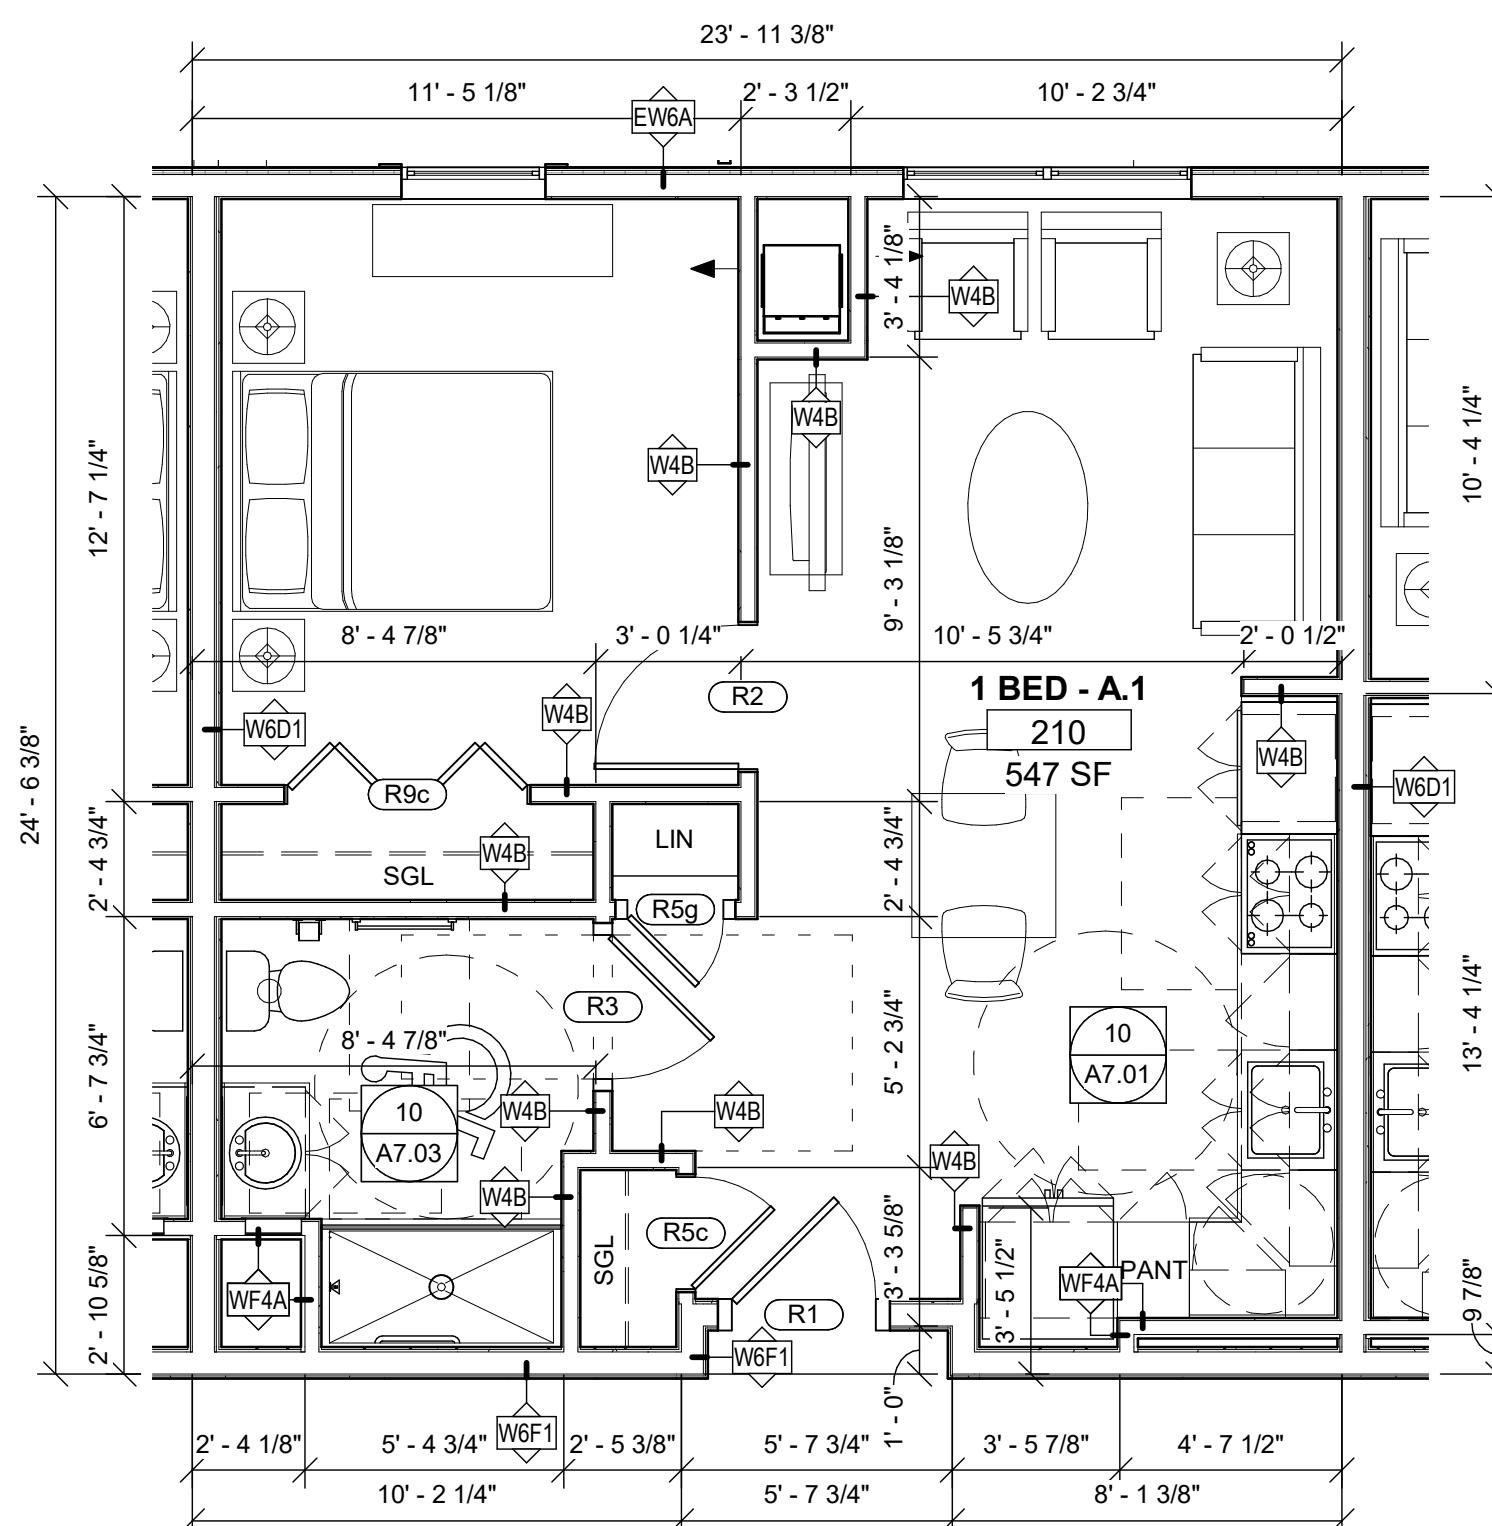 23' - 11 3/8"
11' - 5 1/8"
2' - 3 1/2"
10' - 2 3/4"
EW6A
3' - 4 1/8"
W4B
W4B
W4B
10' - 4 1/4"
12' - 7 1/4"
9' - 3 1/8"
8' - 4 7/8"
3' - 0 1/4"
10' - 5 3/4"
2' - 0 1/2"
1 BED - A.1
210
547 SF
R2
W4B
W6D1
W4B
W6D1
24' - 6 3/8"
R9c
LIN
W4B
SGL
2' - 4 3/4"
2' - 4 3/4"
R5g
R3
8' - 4 7/8"
10
A7.01
5' - 2 3/4"
13' - 4 1/4"
6' - 7 3/4"
10
A7.03
W4B
W4B
W4B
W4B
R5c
SGL
3' - 3 5/8"
3' - 5 1/2"
PANT
WF4A
WF4A
R1
2' - 10 5/8"
9 7/8"
W6F1
1' - 0"
W6F1
2' - 4 1/8"
5' - 4 3/4"
2' - 5 3/8"
5' - 7 3/4"
3' - 5 7/8"
4' - 7 1/2"
10' - 2 1/4"
5' - 7 3/4"
8' - 1 3/8"